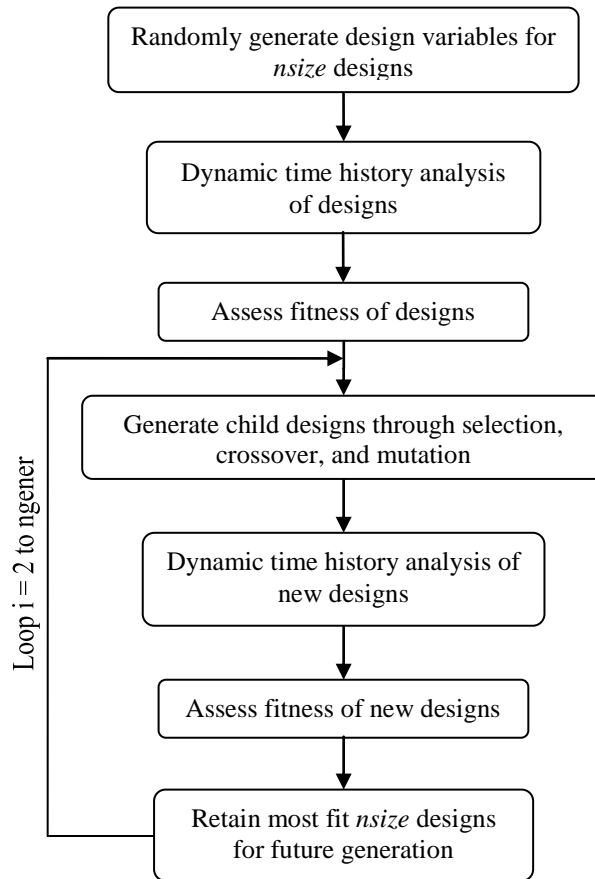 Randomly generate design variables for
nsize designs
Dynamic time history analysis
of designs
Assess fitness of designs
Generate child designs through selection,
crossover, and mutation
Dynamic time history analysis of
new designs
Assess fitness of new designs
Retain most fit nsize designs
for future generation
Loop i = 2 to ngener